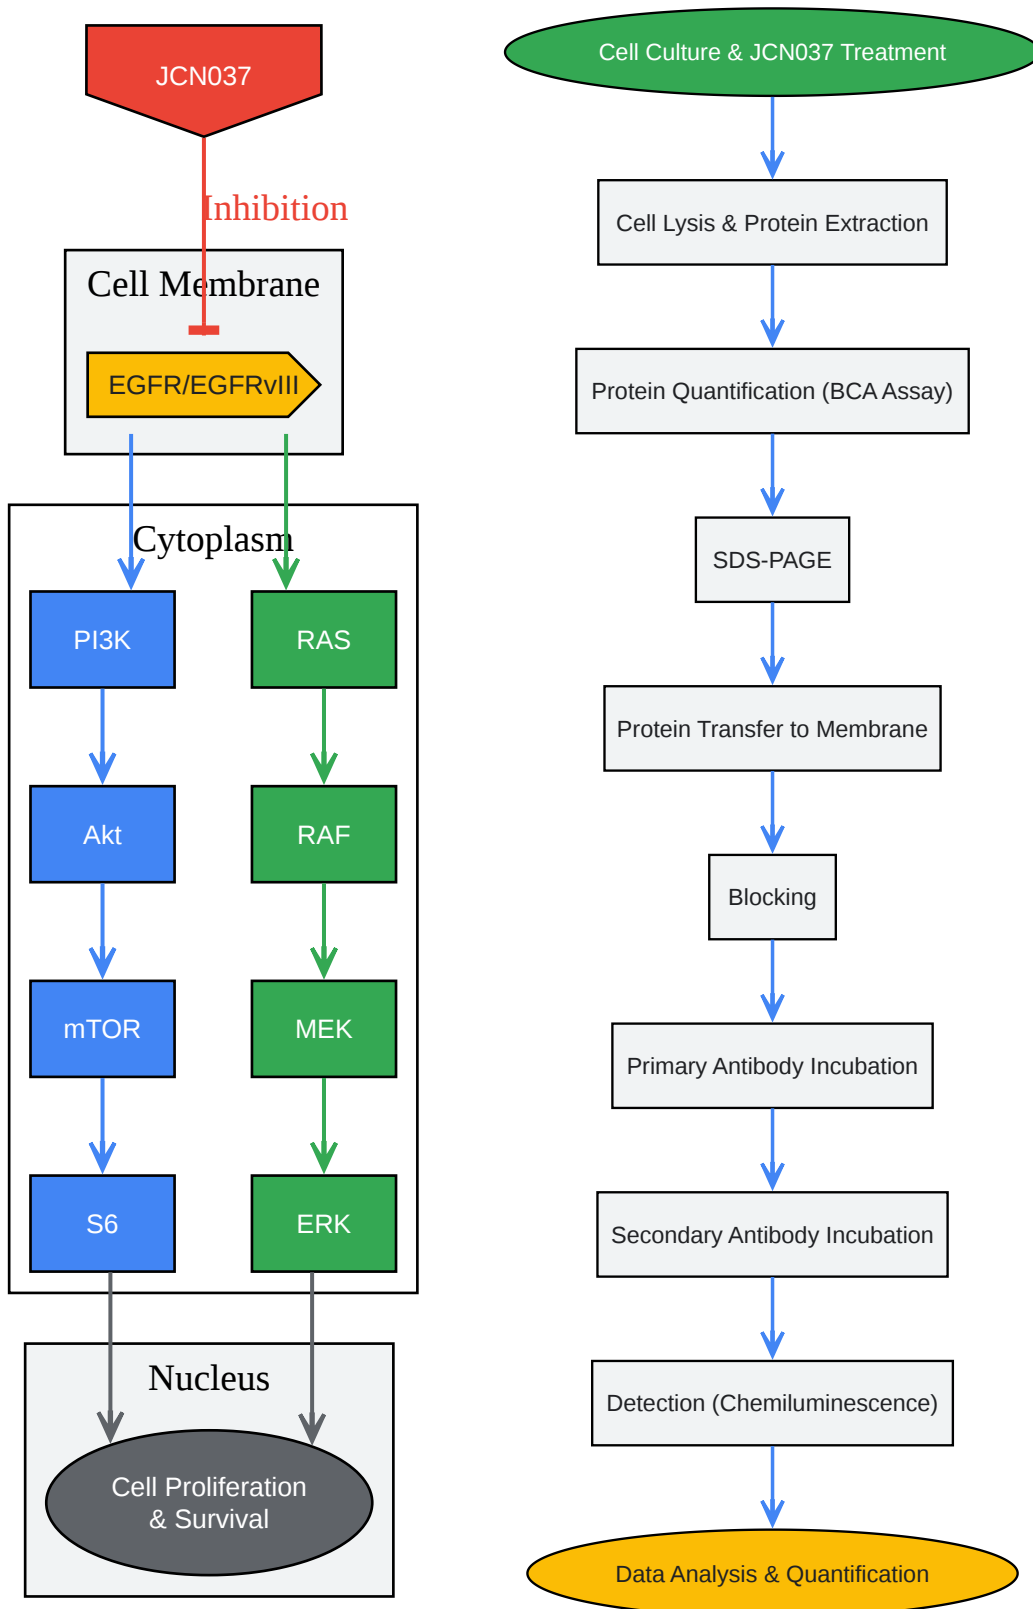 JCN037
Inhibition
Cell Membrane
EGFR/EGFRvIII
Cytoplasm
PI3K
RAS
Akt
RAF
mTOR
MEK
S6
ERK
Nucleus
Cell Proliferation
& Survival
Cell Culture & JCN037 Treatment
Cell Lysis & Protein Extraction
Protein Quantification (BCA Assay)
SDS-PAGE
Protein Transfer to Membrane
Blocking
Primary Antibody Incubation
Secondary Antibody Incubation
Detection (Chemiluminescence)
Data Analysis & Quantification